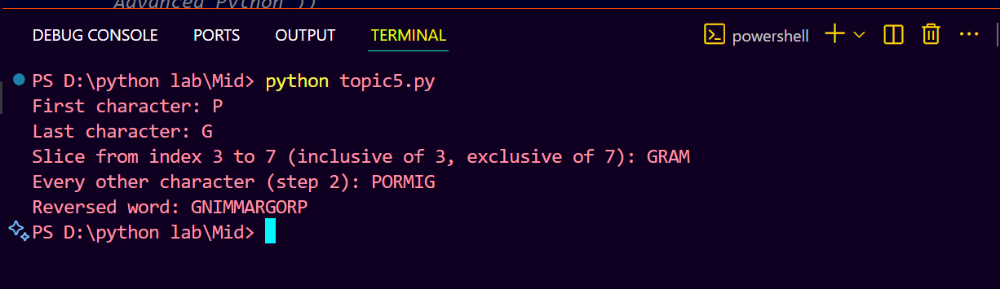 Advanced Python ))
DEBUG CONSOLE PORTS OUTPUT TERMINAL powershell
PS D:\python lab\Mid> python topic5.py
First character: P
Last character: G
Slice from index 3 to 7 (inclusive of 3, exclusive of 7): GRAM
Every other character (step 2): PORMIG
Reversed word: GNIMMARGORP
PS D:\python lab\Mid>